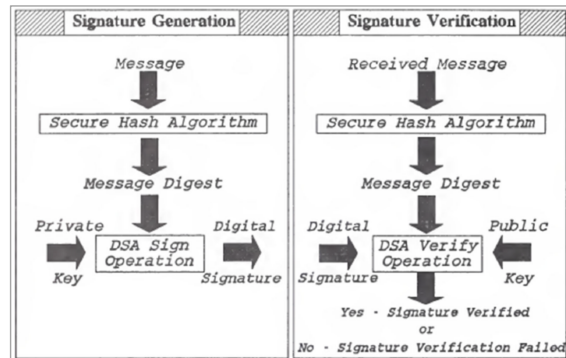 Signature Generation
Message
Secure Hash Algorithm
Message Digest
Private
Key
DSA Sign
Operation
Digital
Signature
Signature Verification
Received Message
Secure Hash Algorithm
Message Digest
Digital
Signature
DSA Verify
Operation
Public
Key
Yes - Signature Verified
or
No - Signature Verification Failed